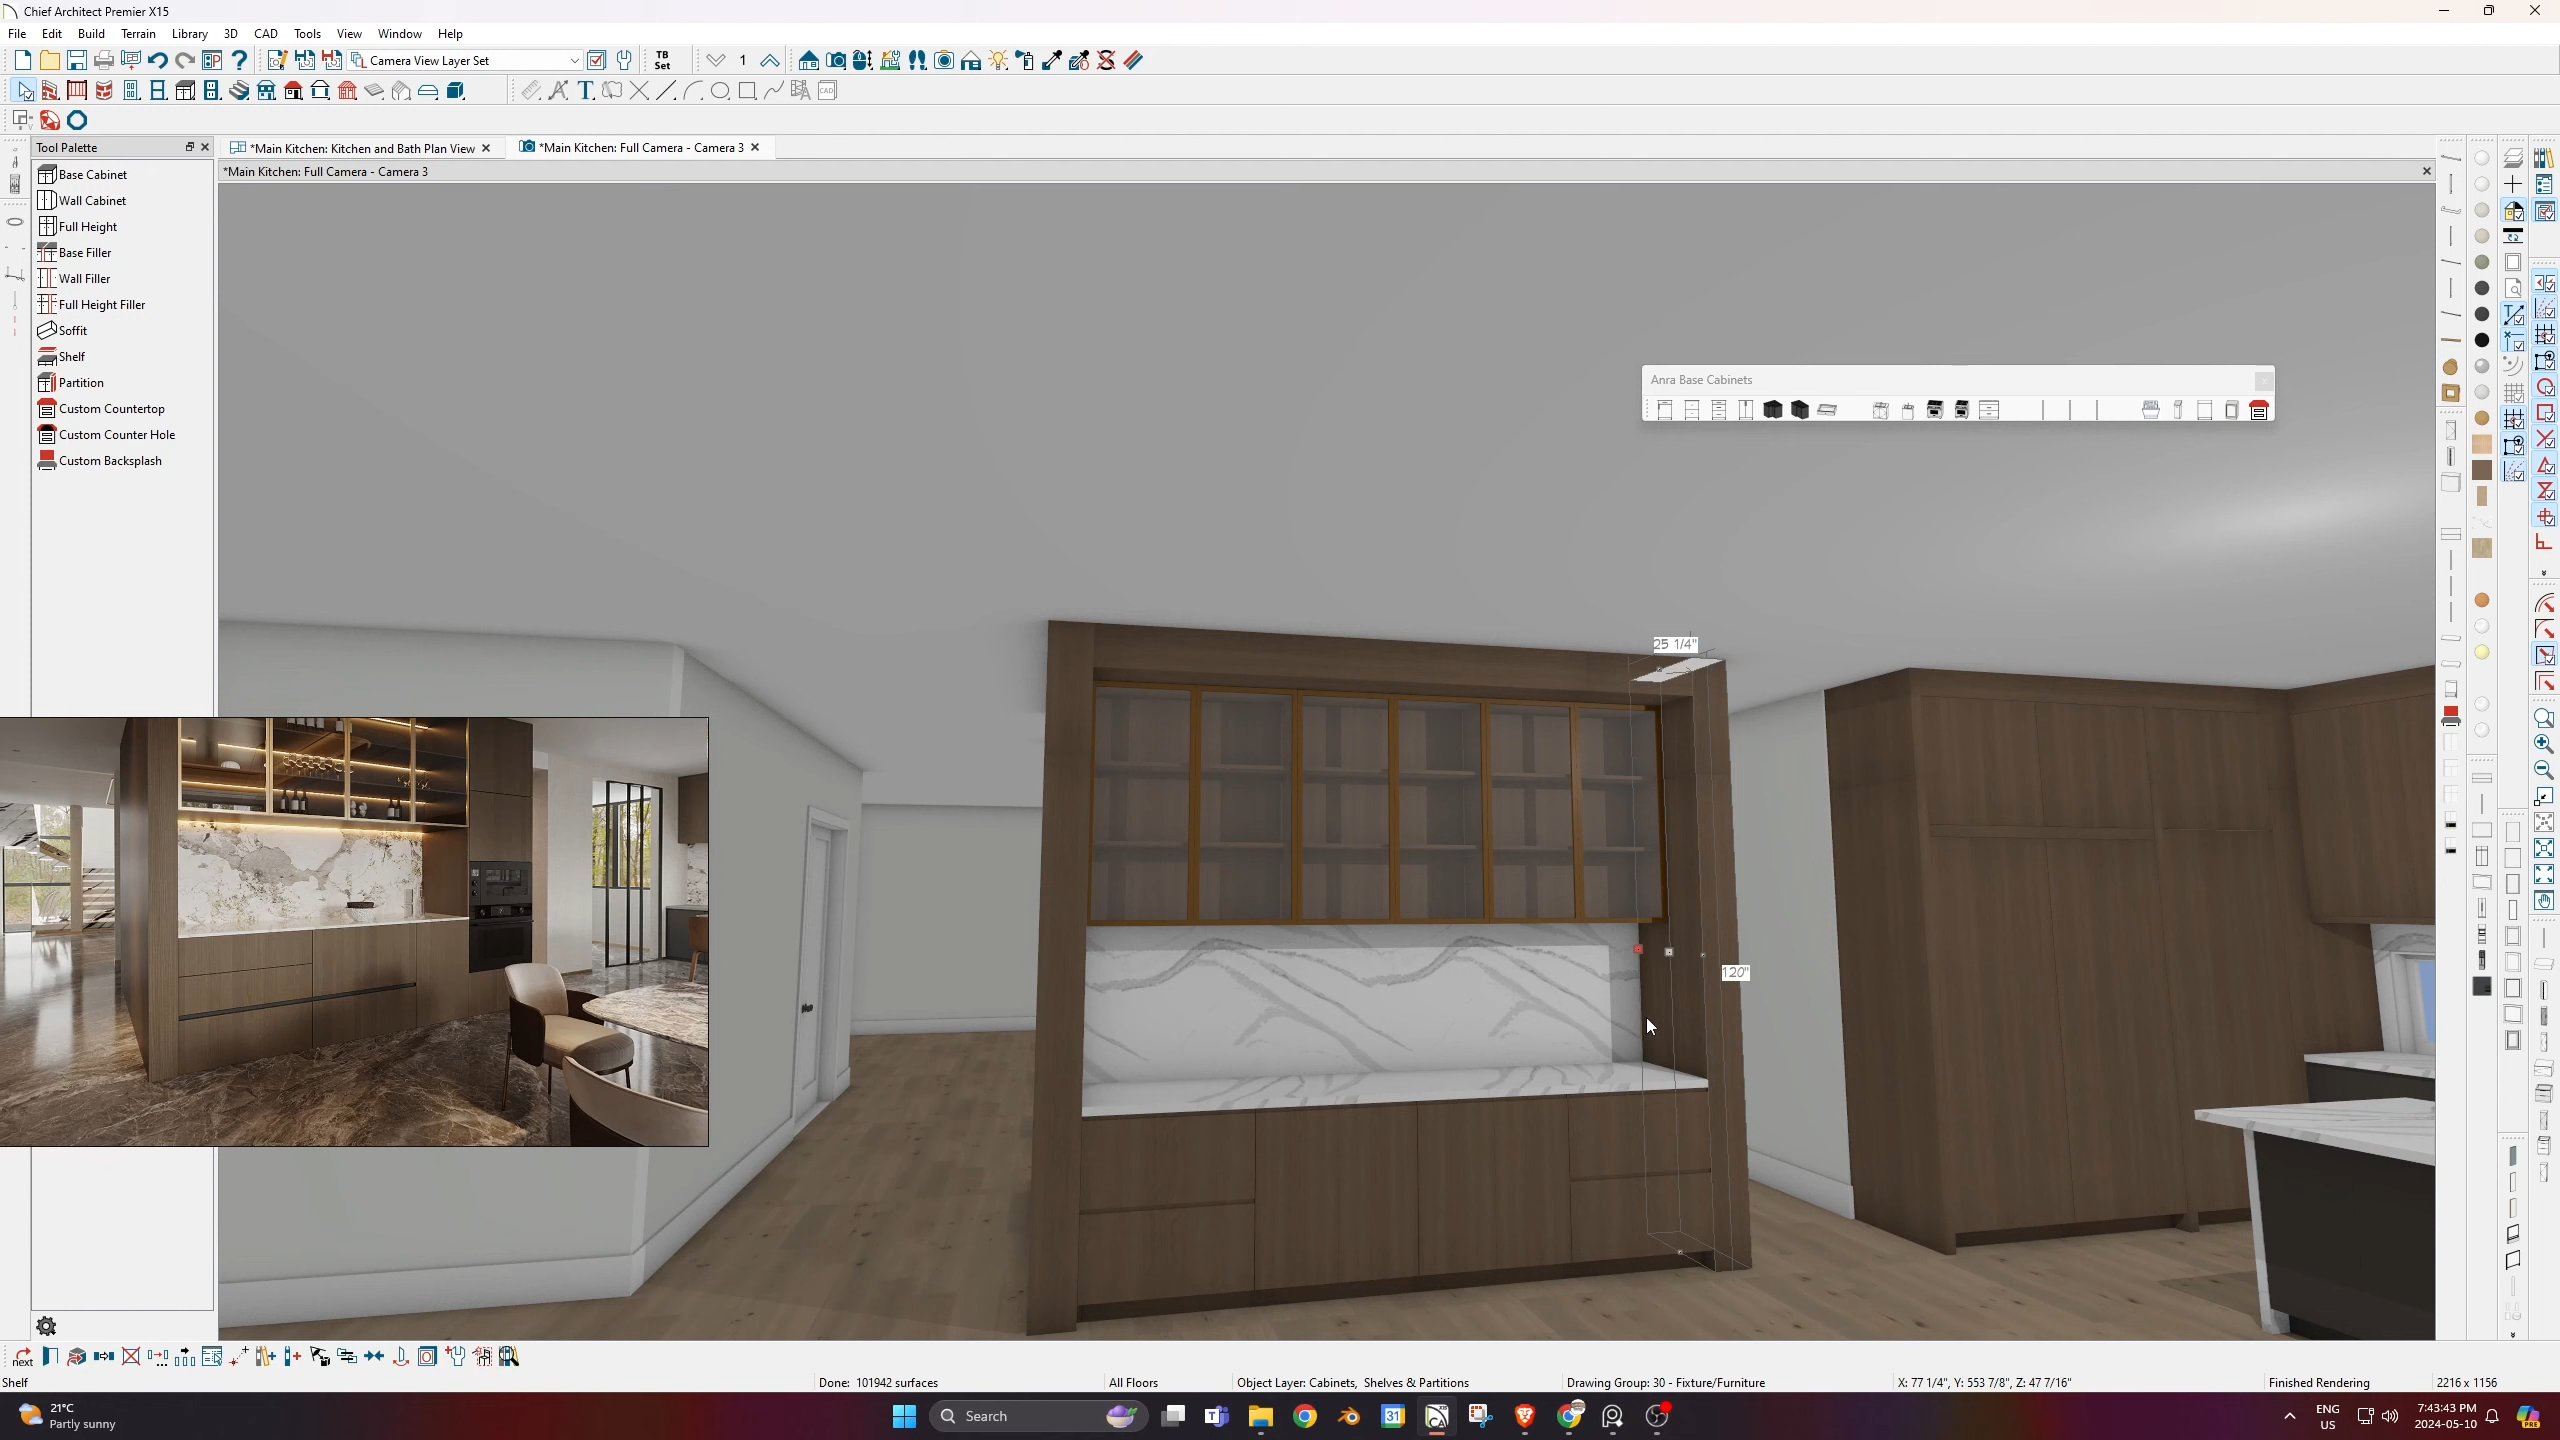 Chief Architect Premier X15
File Edit Build Terrain Library 3D CAD Tools View Window Help
Camera View Layer Set
TB Set
1
CAD
Tool Palette
*Main Kitchen: Kitchen and Bath Plan View
*Main Kitchen: Full Camera - Camera 3
*Main Kitchen: Full Camera - Camera 3
Base Cabinet
Wall Cabinet
Full Height
Base Filler
Wall Filler
Full Height Filler
Soffit
Shelf
Partition
Custom Countertop
Custom Counter Hole
Custom Backsplash
Anra Base Cabinets
25 1/4"
120"
next
Shelf
Done: 101942 surfaces
All Floors
Object Layer: Cabinets, Shelves & Partitions
Drawing Group: 30 - Fixture/Furniture
X: 77 1/4", Y: 553 7/8", Z: 47 7/16"
Finished Rendering
2216 x 1156
21°C
Partly sunny
Search
31
ENG
US
7:43:43 PM
2024-05-10
PRE